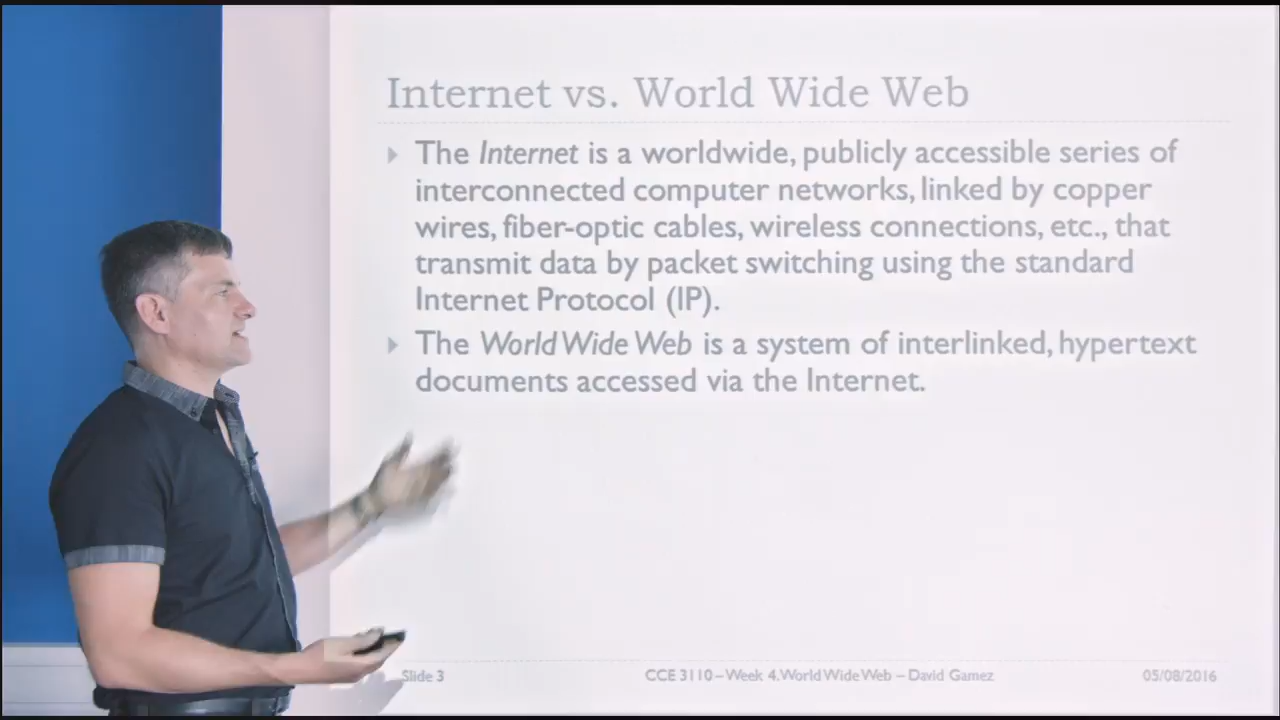 Internet vs. World Wide Web
The Internet is a worldwide, publicly accessible series of
interconnected computer networks, linked by copper
wires, fiber-optic cables, wireless connections, etc., that
transmit data by packet switching using the standard
Internet Protocol (IP).
The World Wide Web is a system of interlinked, hypertext
documents accessed via the Internet.
Slide 3 CCE 3110 – Week 4. World Wide Web – David Gamez 05/08/2016